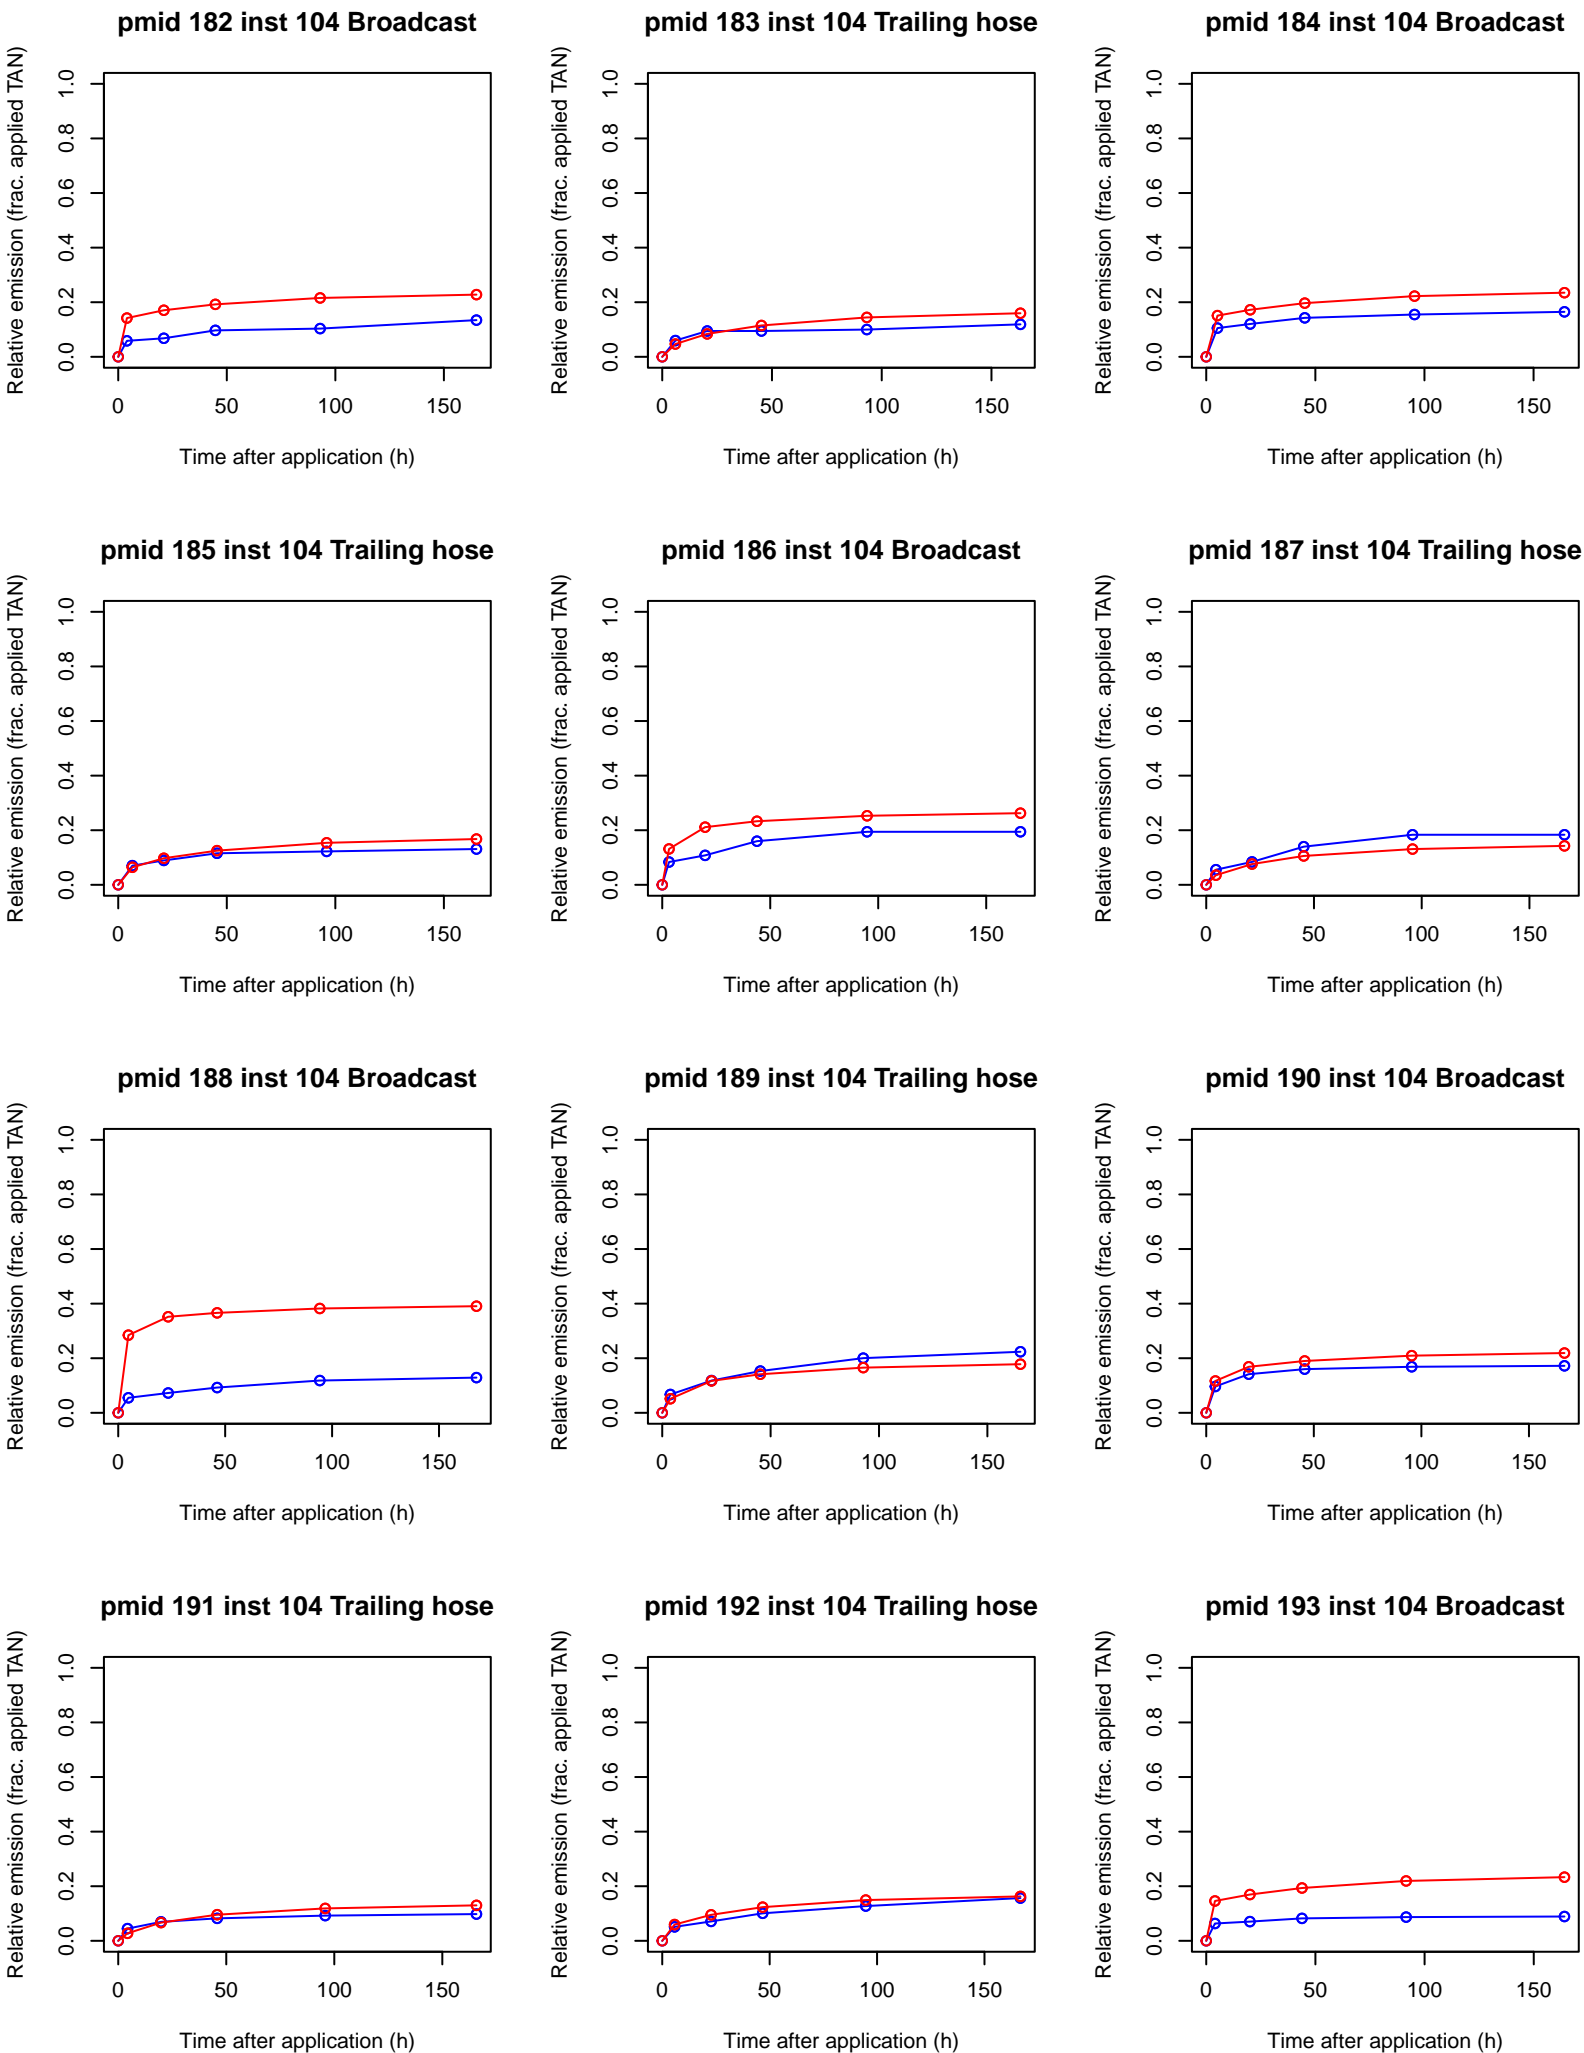 pmid 182 inst 104 Broadcast
Relative emission (frac. applied TAN)
1.0
0.8
0.6
0.4
0.2
0.0
0 50 100 150
Time after application (h)
pmid 183 inst 104 Trailing hose
Relative emission (frac. applied TAN)
1.0
0.8
0.6
0.4
0.2
0.0
0 50 100 150
Time after application (h)
pmid 184 inst 104 Broadcast
Relative emission (frac. applied TAN)
1.0
0.8
0.6
0.4
0.2
0.0
0 50 100 150
Time after application (h)
pmid 185 inst 104 Trailing hose
Relative emission (frac. applied TAN)
1.0
0.8
0.6
0.4
0.2
0.0
0 50 100 150
Time after application (h)
pmid 186 inst 104 Broadcast
Relative emission (frac. applied TAN)
1.0
0.8
0.6
0.4
0.2
0.0
0 50 100 150
Time after application (h)
pmid 187 inst 104 Trailing hose
Relative emission (frac. applied TAN)
1.0
0.8
0.6
0.4
0.2
0.0
0 50 100 150
Time after application (h)
pmid 188 inst 104 Broadcast
Relative emission (frac. applied TAN)
1.0
0.8
0.6
0.4
0.2
0.0
0 50 100 150
Time after application (h)
pmid 189 inst 104 Trailing hose
Relative emission (frac. applied TAN)
1.0
0.8
0.6
0.4
0.2
0.0
0 50 100 150
Time after application (h)
pmid 190 inst 104 Broadcast
Relative emission (frac. applied TAN)
1.0
0.8
0.6
0.4
0.2
0.0
0 50 100 150
Time after application (h)
pmid 191 inst 104 Trailing hose
Relative emission (frac. applied TAN)
1.0
0.8
0.6
0.4
0.2
0.0
0 50 100 150
Time after application (h)
pmid 192 inst 104 Trailing hose
Relative emission (frac. applied TAN)
1.0
0.8
0.6
0.4
0.2
0.0
0 50 100 150
Time after application (h)
pmid 193 inst 104 Broadcast
Relative emission (frac. applied TAN)
1.0
0.8
0.6
0.4
0.2
0.0
0 50 100 150
Time after application (h)